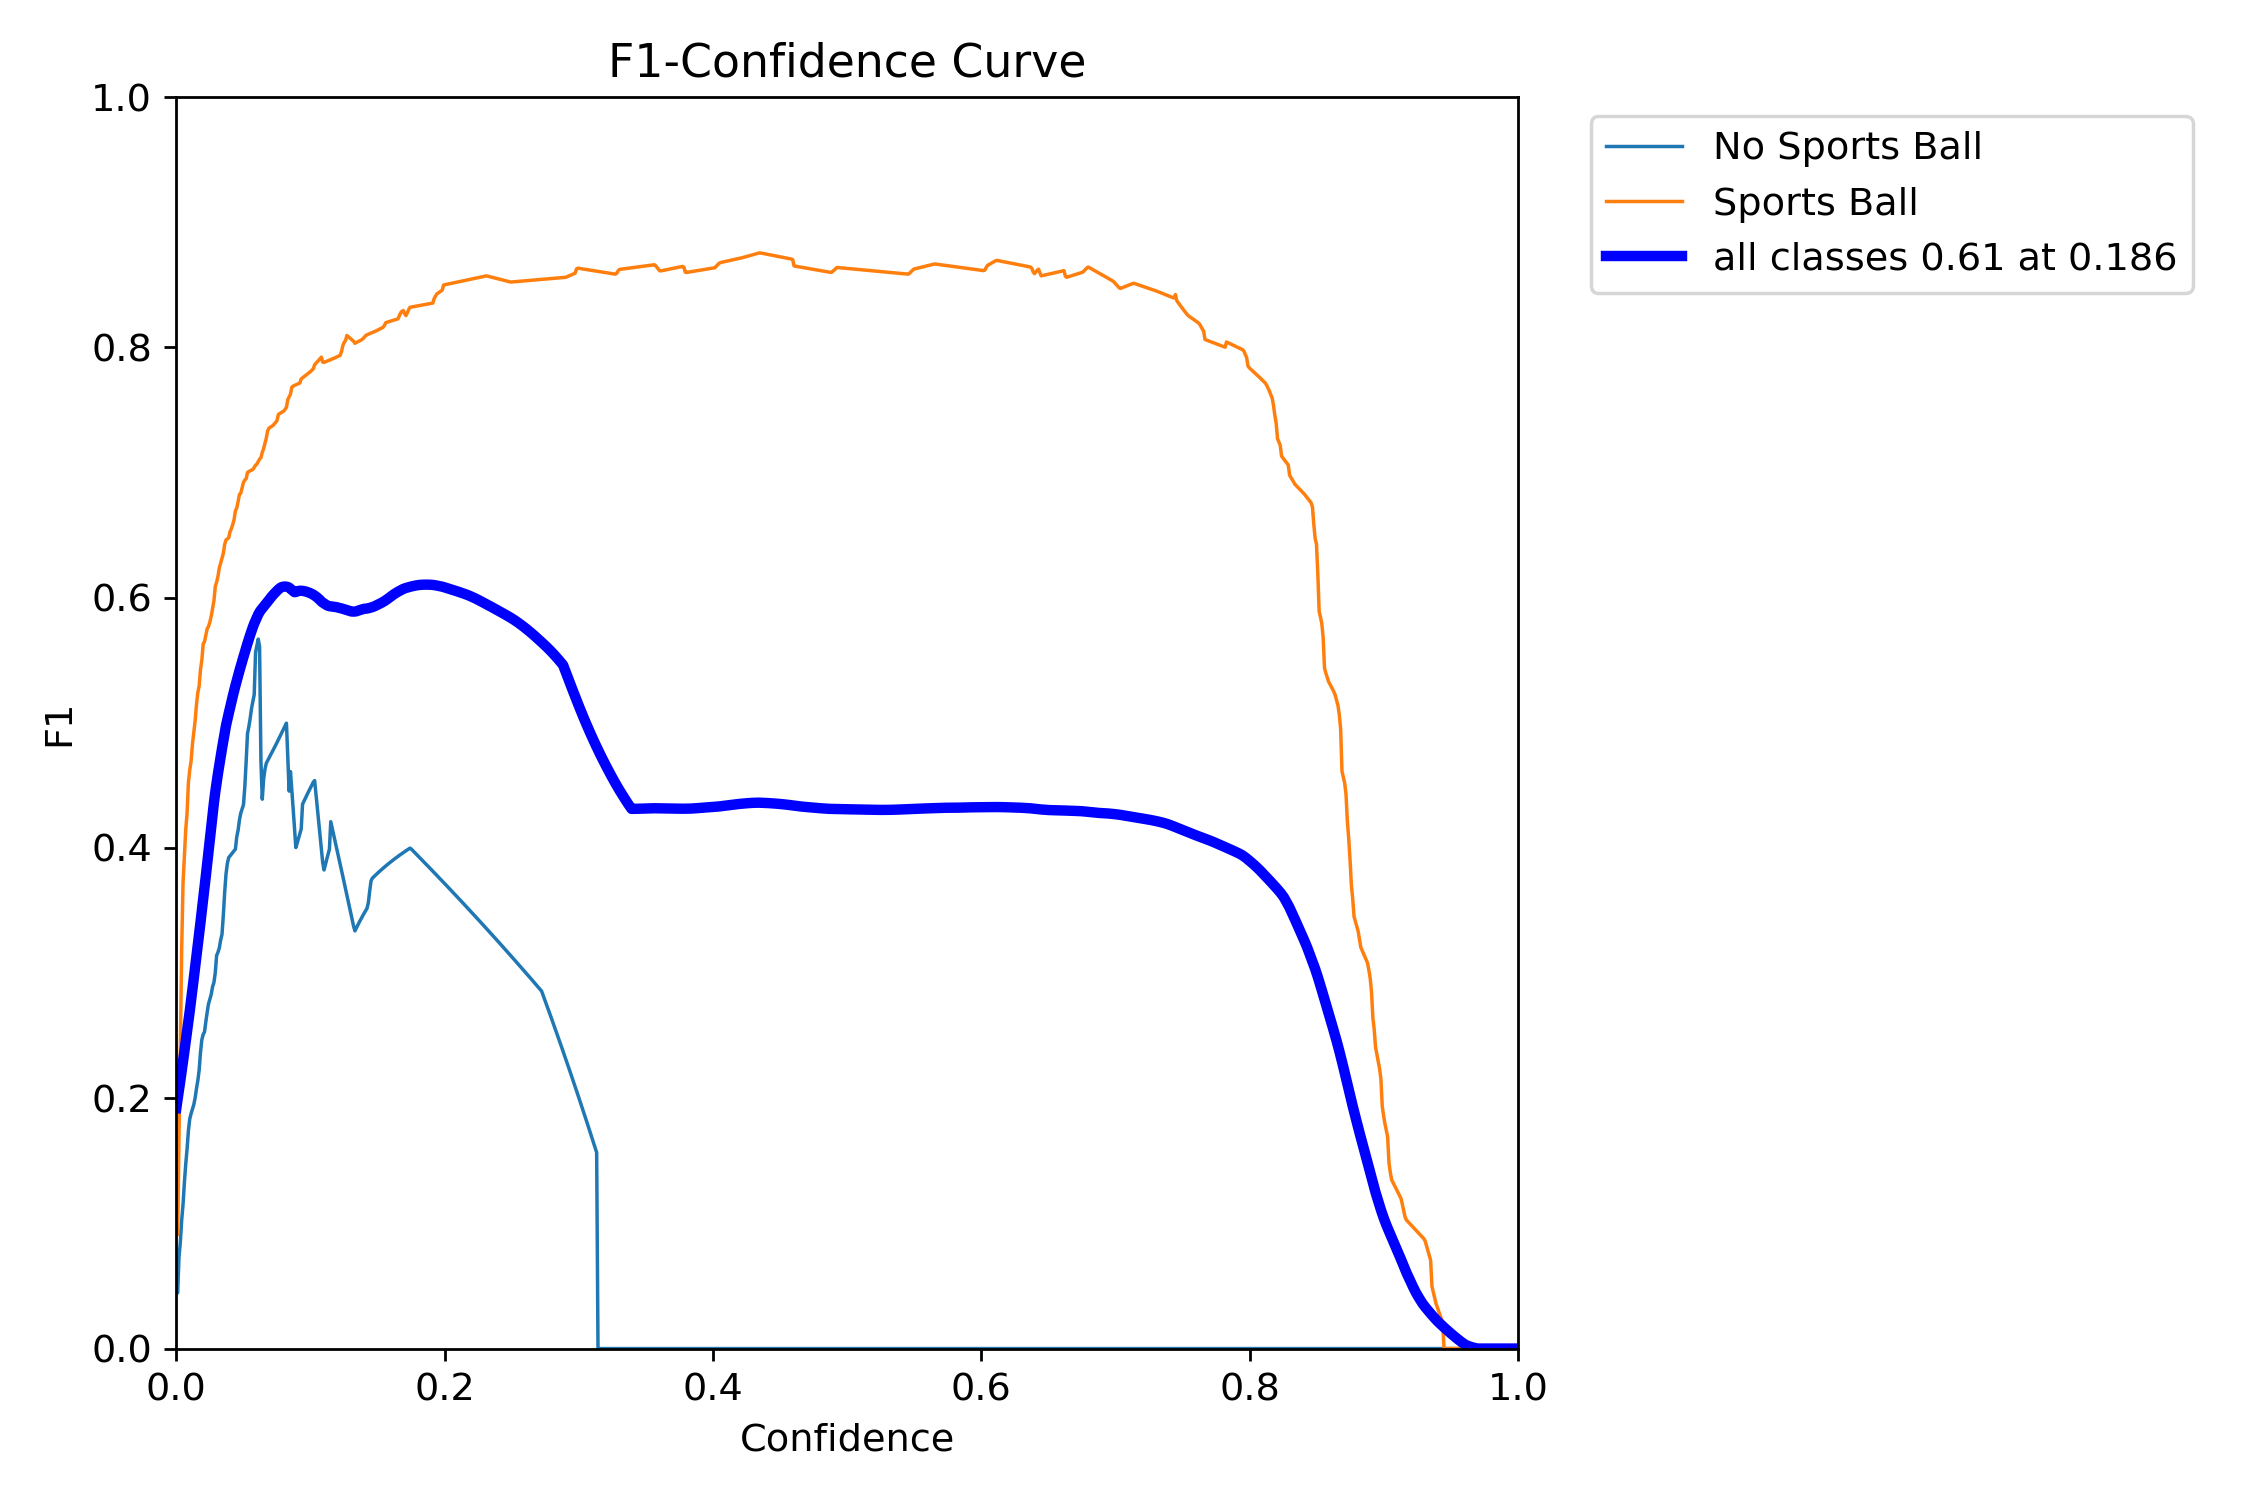 F1-Confidence Curve
1.0
0.8
0.6
0.4
0.2
0.0
F1
0.0 0.2 0.4 0.6 0.8 1.0
Confidence
No Sports Ball
Sports Ball
all classes 0.61 at 0.186